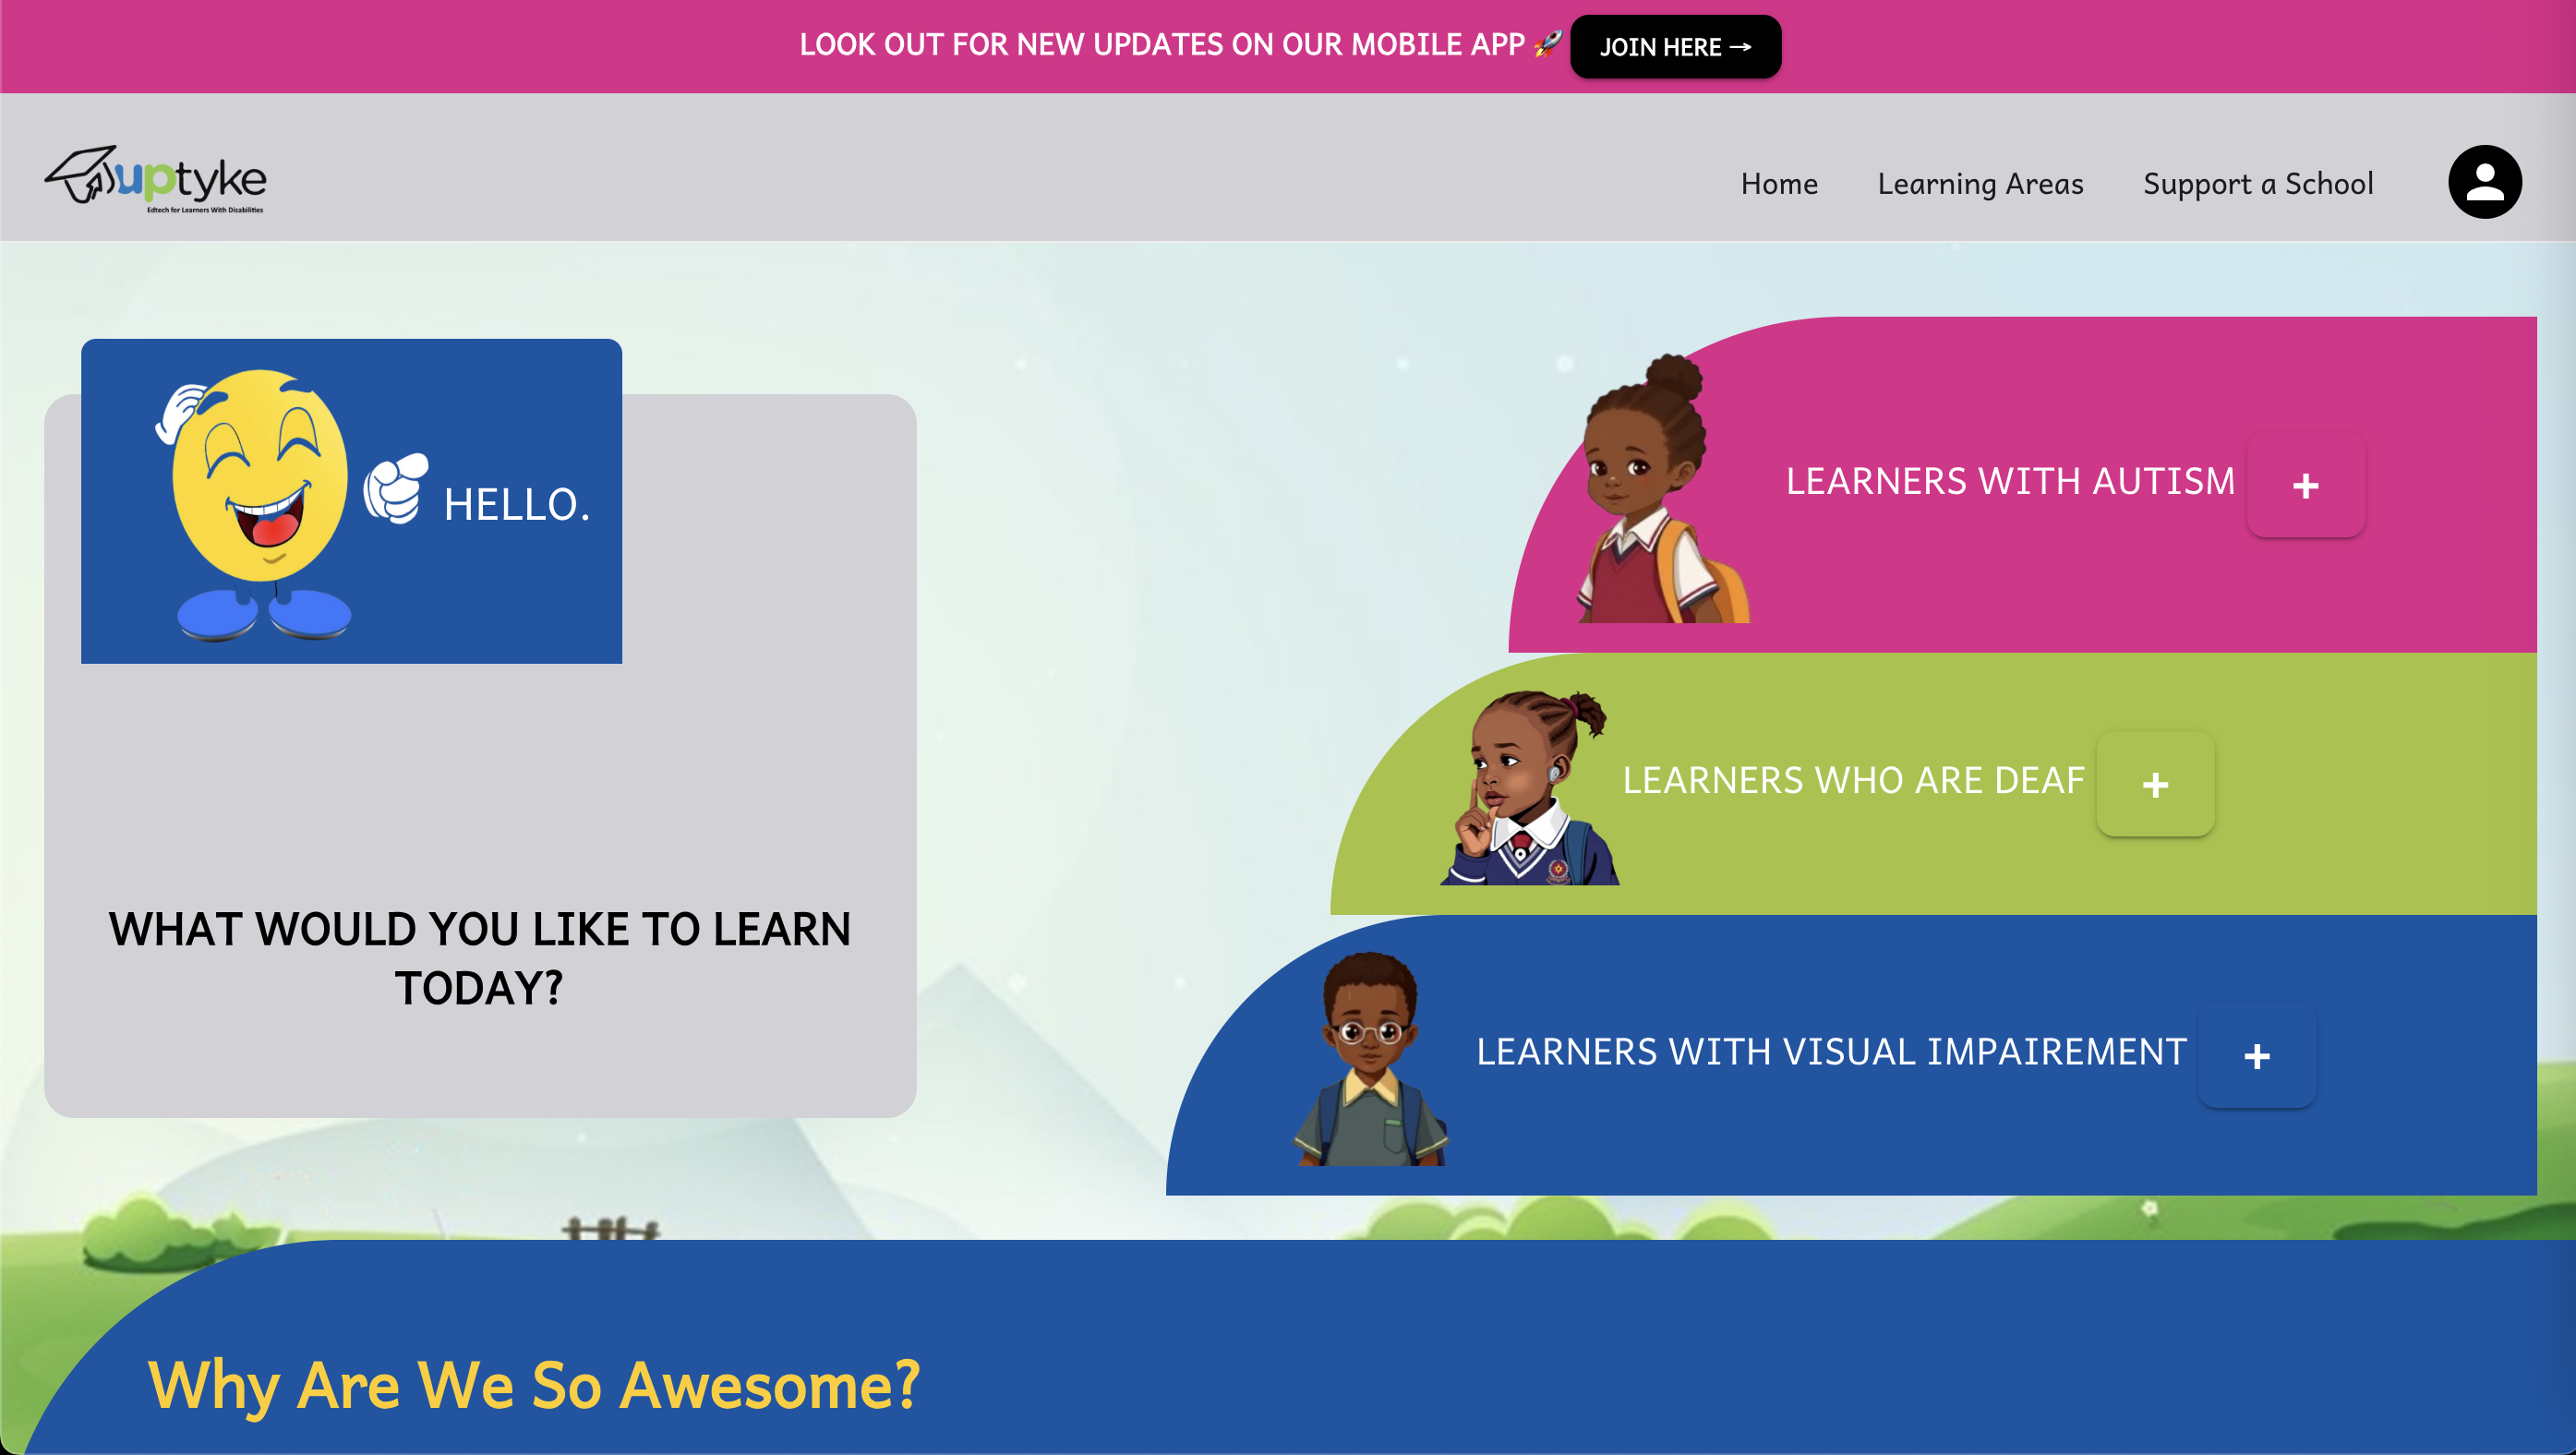 LOOK OUT FOR NEW UPDATES ON OUR MOBILE APP 🚀 JOIN HERE →
uptyke
Edtech for Learners With Disabilities
Home Learning Areas Support a School
HELLO.
WHAT WOULD YOU LIKE TO LEARN
TODAY?
LEARNERS WITH AUTISM +
LEARNERS WHO ARE DEAF +
LEARNERS WITH VISUAL IMPAIREMENT +
Why Are We So Awesome?